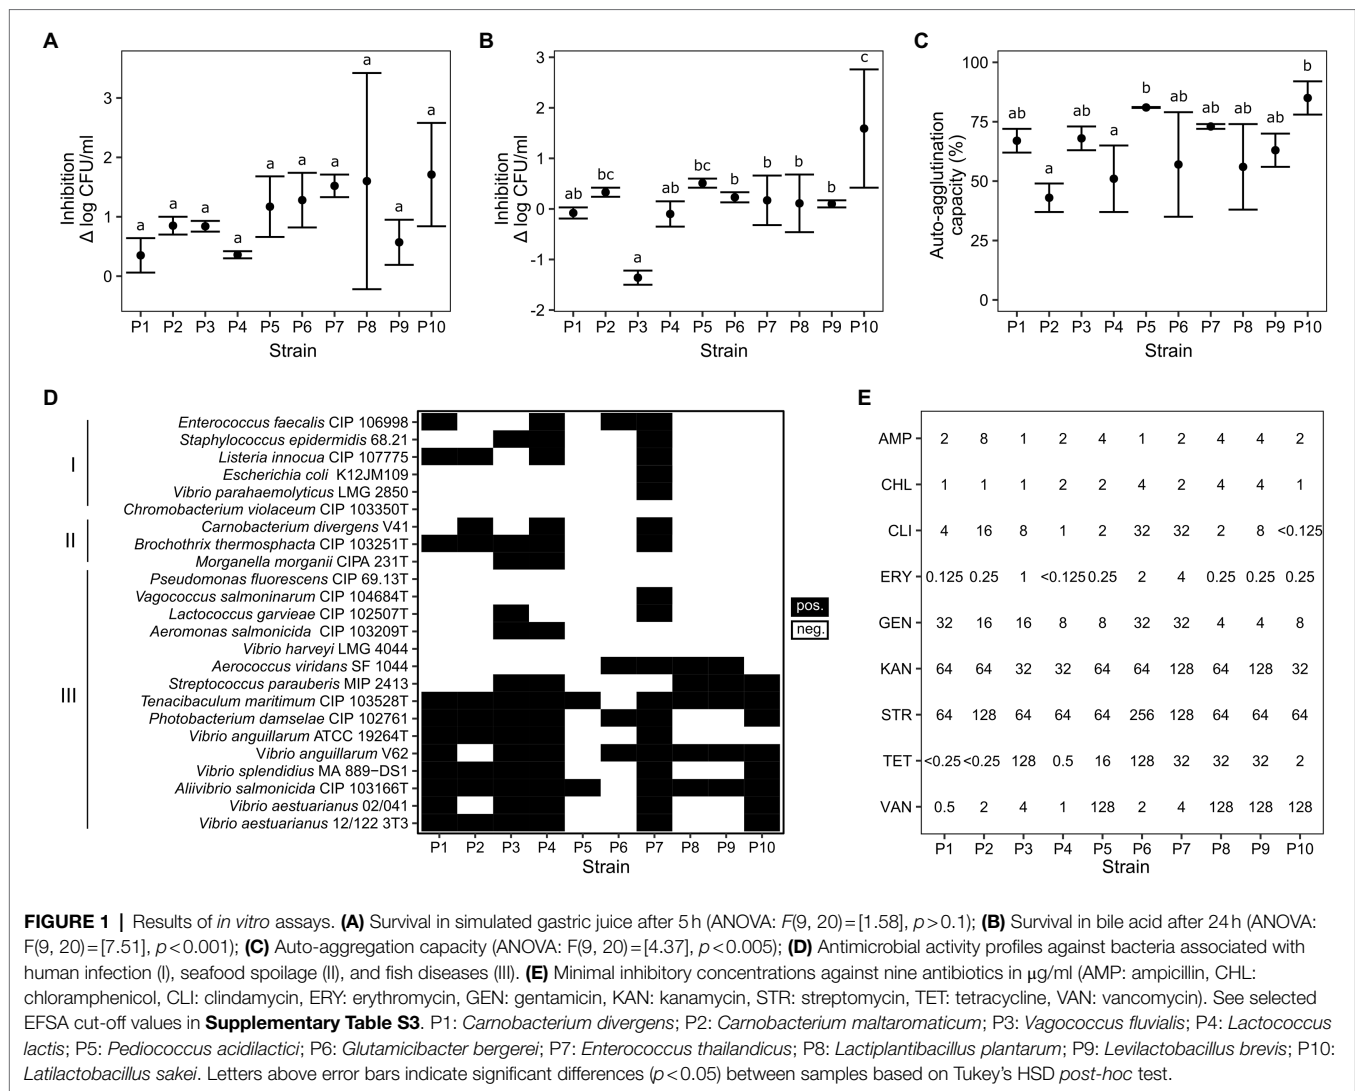 A
Inhibition
Δ log CFU/ml
3
2
1
0
a a a a a a a a a a
P1 P2 P3 P4 P5 P6 P7 P8 P9 P10
Strain
B
Inhibition
Δ log CFU/ml
3
2
1
0
-1
-2
ab bc a ab bc b b b b c
P1 P2 P3 P4 P5 P6 P7 P8 P9 P10
Strain
C
Auto-agglutination
capacity (%)
100
75
50
25
0
ab a ab a b ab ab ab ab b
P1 P2 P3 P4 P5 P6 P7 P8 P9 P10
Strain
D
I
II
III
Enterococcus faecalis CIP 106998
Staphylococcus epidermidis 68.21
Listeria innocua CIP 107775
Escherichia coli K12JM109
Vibrio parahaemolyticus LMG 2850
Chromobacterium violaceum CIP 103350T
Carnobacterium divergens V41
Brochothrix thermosphacta CIP 103251T
Morganella morganii CIPA 231T
Pseudomonas fluorescens CIP 69.13T
Vagococcus salmoninarum CIP 104684T
Lactococcus garvieae CIP 102507T
Aeromonas salmonicida CIP 103209T
Vibrio harveyi LMG 4044
Aerococcus viridans SF 1044
Streptococcus parauberis MIP 2413
Tenacibaculum maritimum CIP 103528T
Photobacterium damselae CIP 102761
Vibrio anguillarum ATCC 19264T
Vibrio anguillarum V62
Vibrio splendidius MA 889−DS1
Aliivibrio salmonicida CIP 103166T
Vibrio aestuarianus 02/041
Vibrio aestuarianus 12/122 3T3
P1 P2 P3 P4 P5 P6 P7 P8 P9 P10
Strain
pos.
neg.
E
AMP 2 8 1 2 4 1 2 4 4 2
CHL 1 1 1 2 2 4 2 4 4 1
CLI 4 16 8 1 2 32 32 2 8 <0.125
ERY 0.125 0.25 1 <0.125 0.25 2 4 0.25 0.25 0.25
GEN 32 16 16 8 8 32 32 4 4 8
KAN 64 64 32 32 64 64 128 64 128 32
STR 64 128 64 64 64 256 128 64 64 64
TET <0.25 <0.25 128 0.5 16 128 32 32 32 2
VAN 0.5 2 4 1 128 2 4 128 128 128
P1 P2 P3 P4 P5 P6 P7 P8 P9 P10
Strain
FIGURE 1 | Results of in vitro assays. (A) Survival in simulated gastric juice after 5 h (ANOVA: F(9, 20) = [1.58], p > 0.1); (B) Survival in bile acid after 24 h (ANOVA:
F(9, 20) = [7.51], p < 0.001); (C) Auto-aggregation capacity (ANOVA: F(9, 20) = [4.37], p < 0.005); (D) Antimicrobial activity profiles against bacteria associated with
human infection (I), seafood spoilage (II), and fish diseases (III). (E) Minimal inhibitory concentrations against nine antibiotics in μg/ml (AMP: ampicillin, CHL:
chloramphenicol, CLI: clindamycin, ERY: erythromycin, GEN: gentamicin, KAN: kanamycin, STR: streptomycin, TET: tetracycline, VAN: vancomycin). See selected
EFSA cut-off values in Supplementary Table S3. P1: Carnobacterium divergens; P2: Carnobacterium maltaromaticum; P3: Vagococcus fluvialis; P4: Lactococcus
lactis; P5: Pediococcus acidilactici; P6: Glutamicibacter bergerei; P7: Enterococcus thailandicus; P8: Lactiplantibacillus plantarum; P9: Levilactobacillus brevis; P10:
Latilactobacillus sakei. Letters above error bars indicate significant differences (p < 0.05) between samples based on Tukey's HSD post-hoc test.